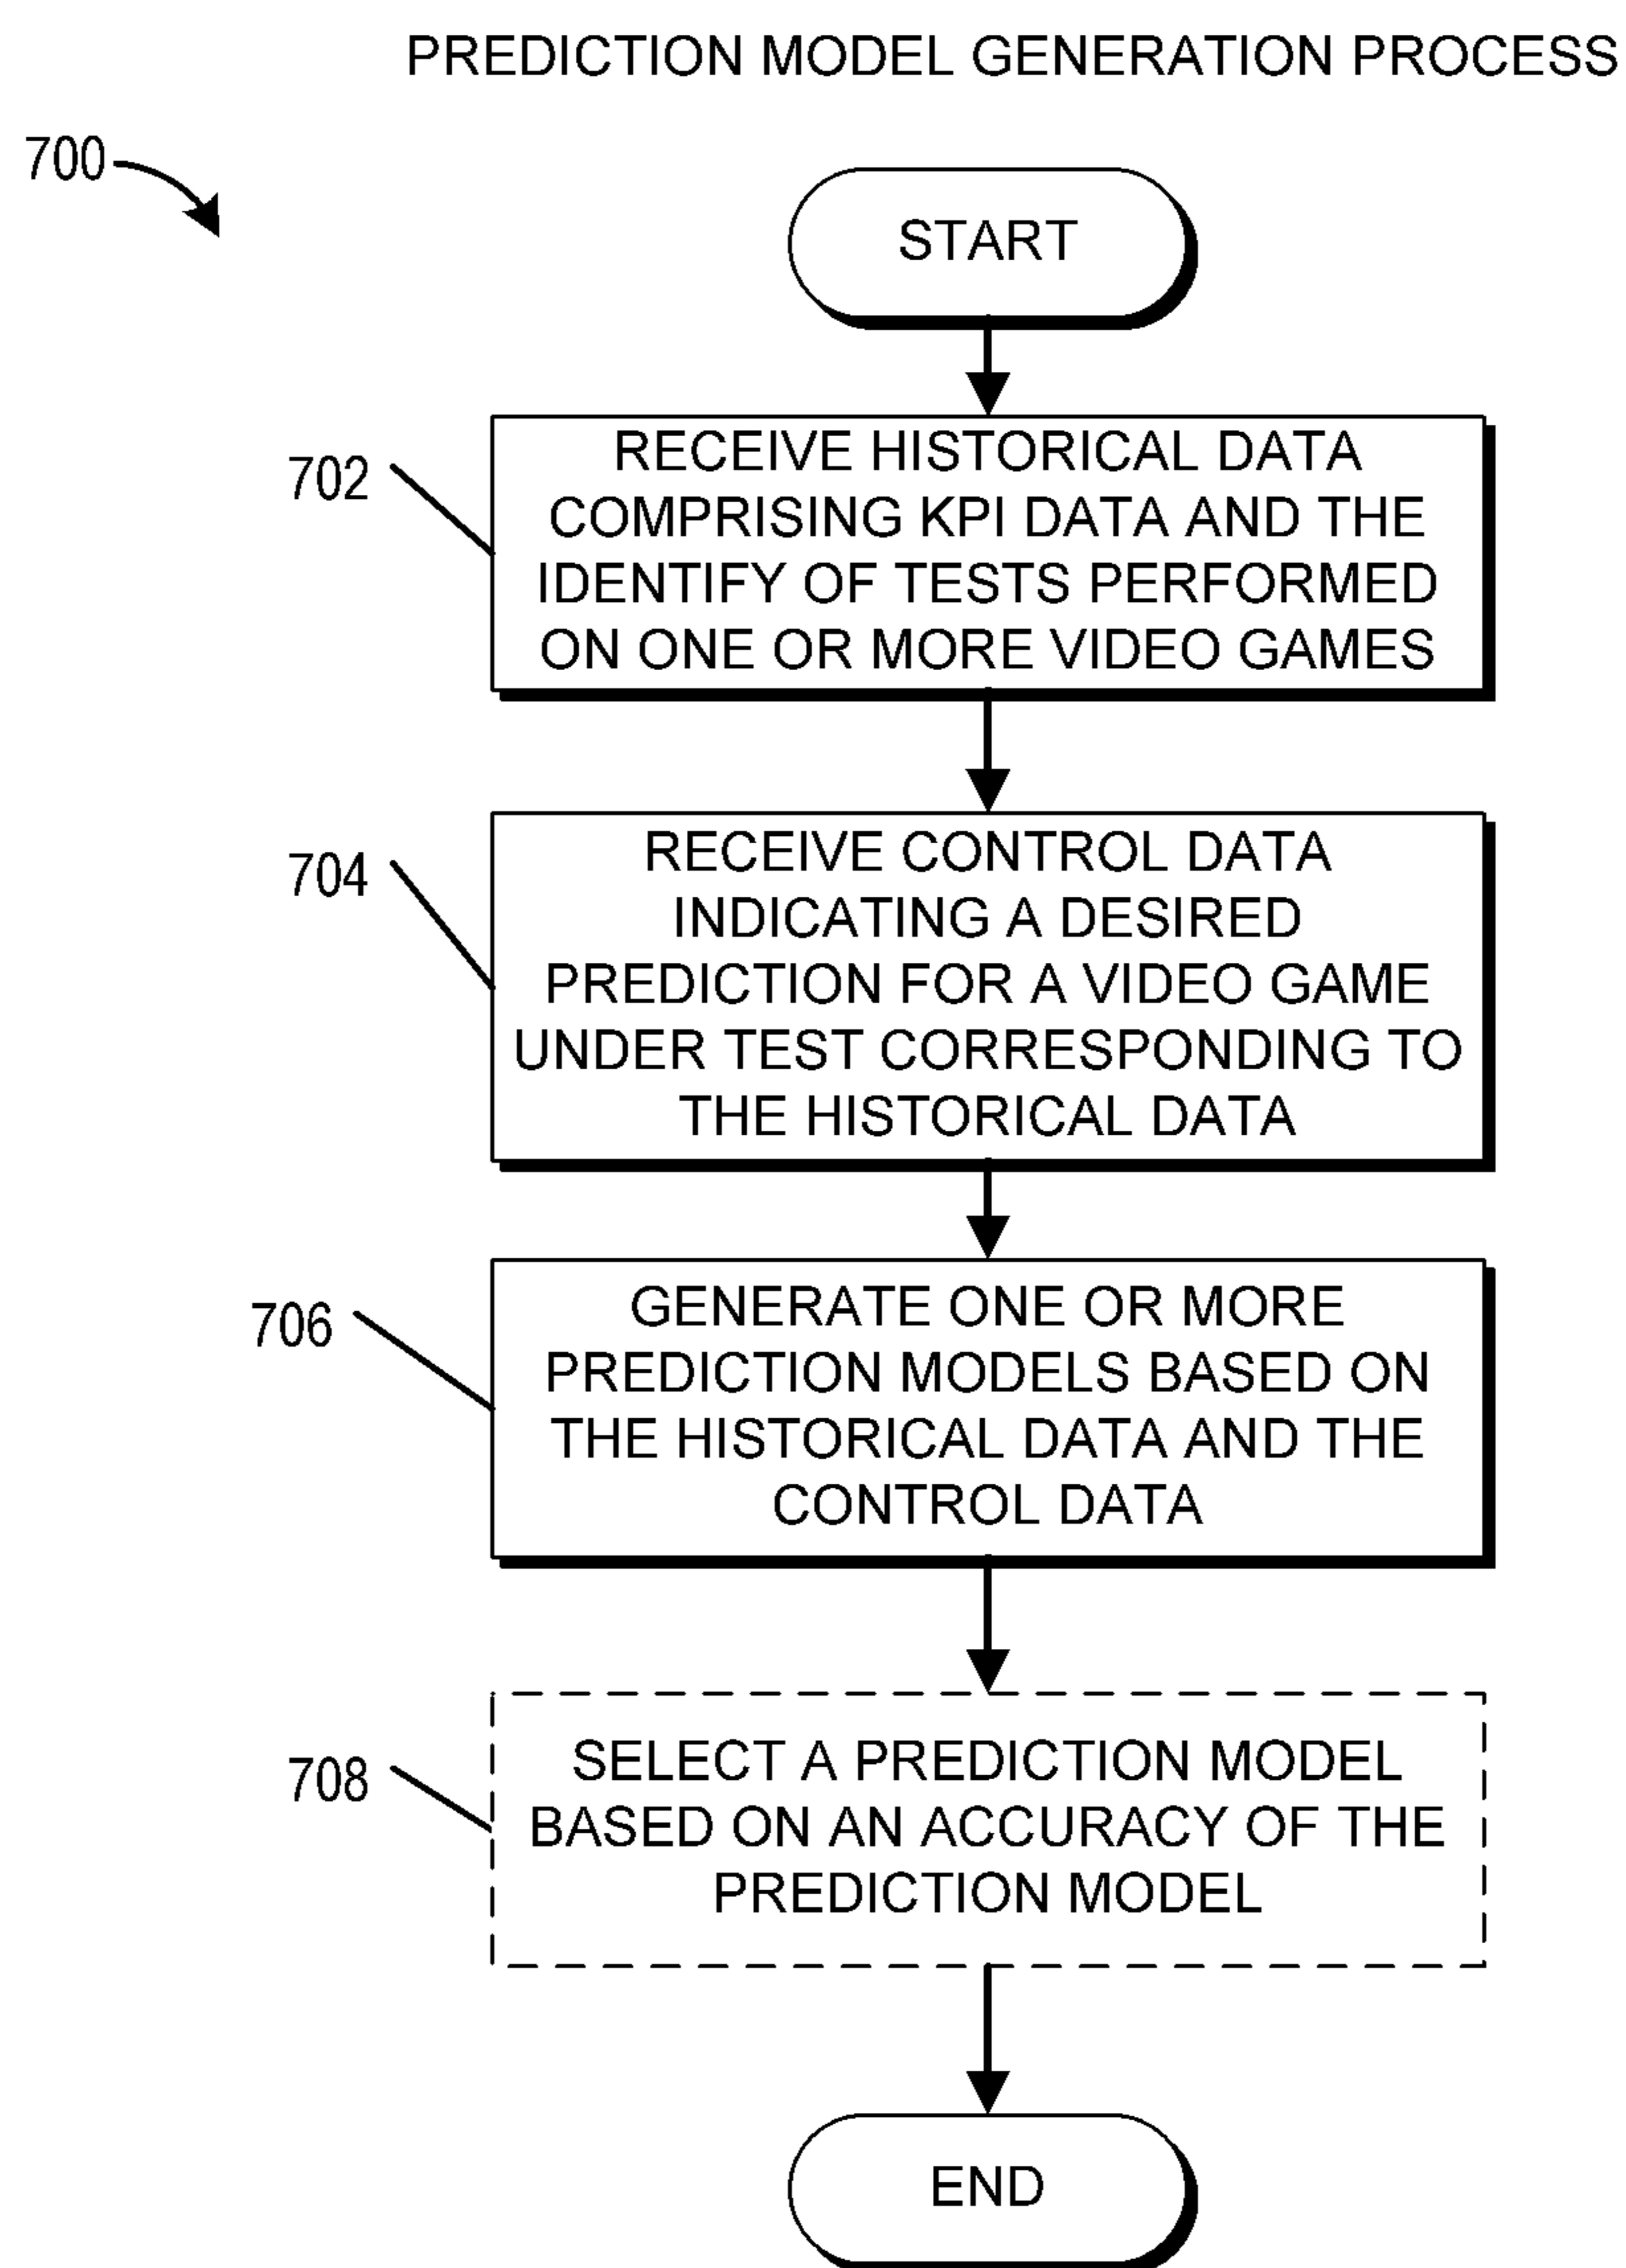 PREDICTION MODEL GENERATION PROCESS
700
START
702
RECEIVE HISTORICAL DATA
COMPRISING KPI DATA AND THE
IDENTIFY OF TESTS PERFORMED
ON ONE OR MORE VIDEO GAMES
704
RECEIVE CONTROL DATA
INDICATING A DESIRED
PREDICTION FOR A VIDEO GAME
UNDER TEST CORRESPONDING TO
THE HISTORICAL DATA
706
GENERATE ONE OR MORE
PREDICTION MODELS BASED ON
THE HISTORICAL DATA AND THE
CONTROL DATA
708
SELECT A PREDICTION MODEL
BASED ON AN ACCURACY OF THE
PREDICTION MODEL
END